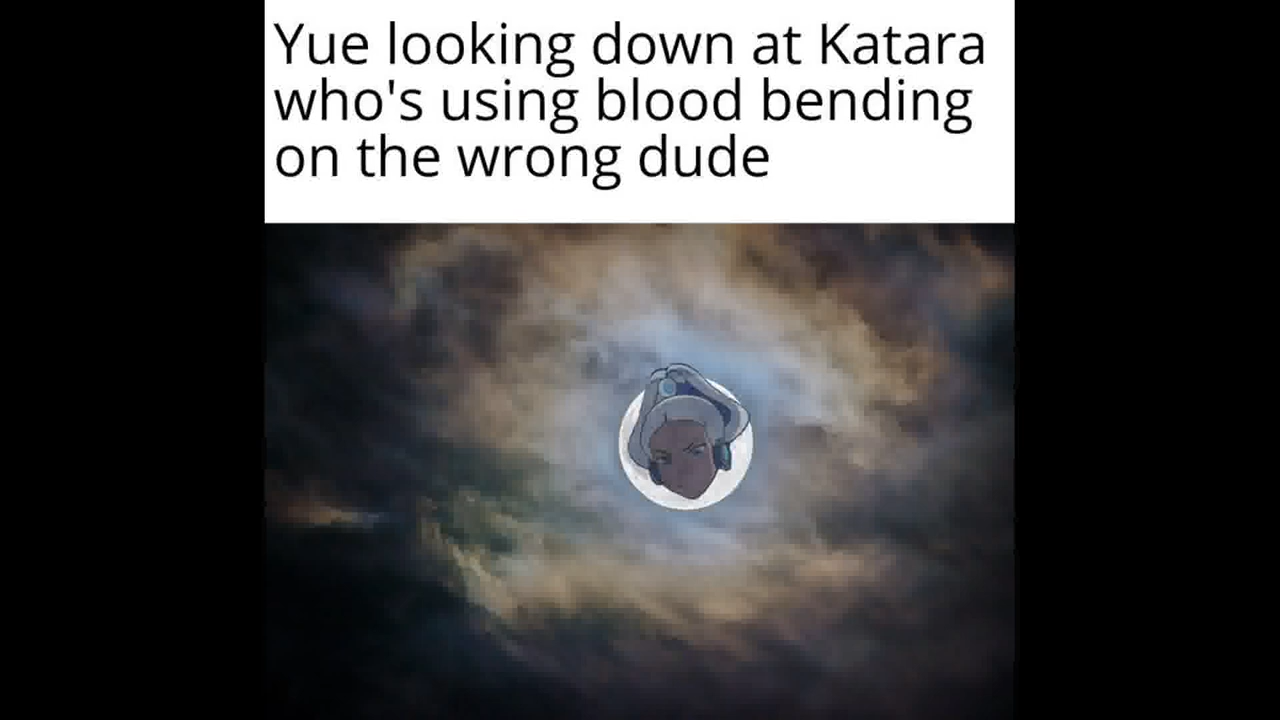 Yue looking down at Katara
who's using blood bending
on the wrong dude